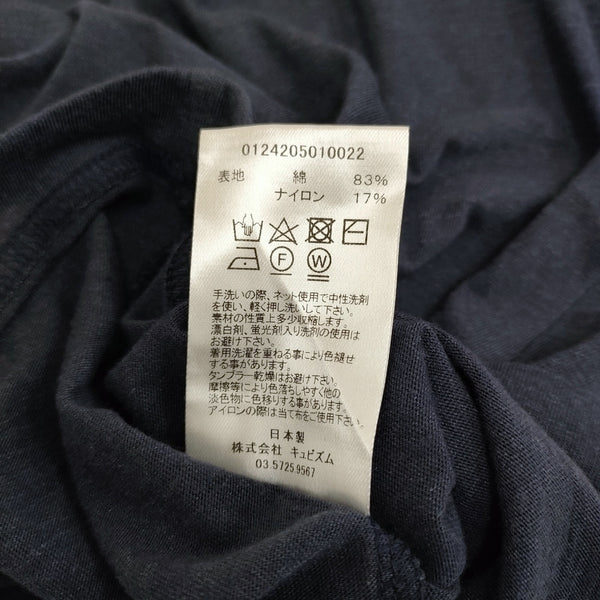 0124205010022
表地 綿 83%
ナイロン 17%
F W
手洗いの際、ネット使用で中性洗剤
を使い、軽く押し洗いして下さい。
素材の性質上多少収縮します。
漂白剤、蛍光剤入り洗剤の使用は
お避け下さい。
着用洗濯を重ねる事により色褪せ
する事があります。
タンブラー乾燥はお避け下さい。
摩擦等により色落ちしやすく他の
淡色物に色移りする事があります。
アイロンの際は当て布をご使用下さい。
日本製
株式会社 キュビズム
03.5725.9567